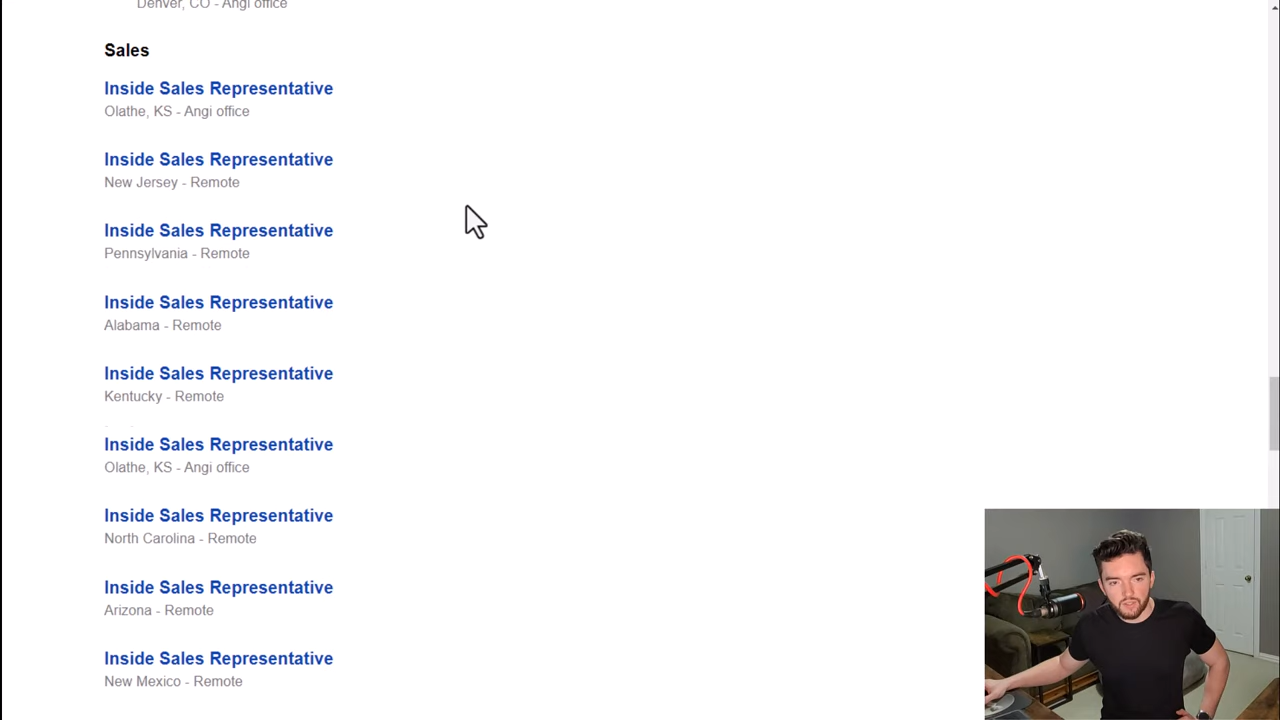 Denver, CO - Angi office
Sales
Inside Sales Representative
Olathe, KS - Angi office
Inside Sales Representative
New Jersey - Remote
Inside Sales Representative
Pennsylvania - Remote
Inside Sales Representative
Alabama - Remote
Inside Sales Representative
Kentucky - Remote
Inside Sales Representative
Olathe, KS - Angi office
Inside Sales Representative
North Carolina - Remote
Inside Sales Representative
Arizona - Remote
Inside Sales Representative
New Mexico - Remote